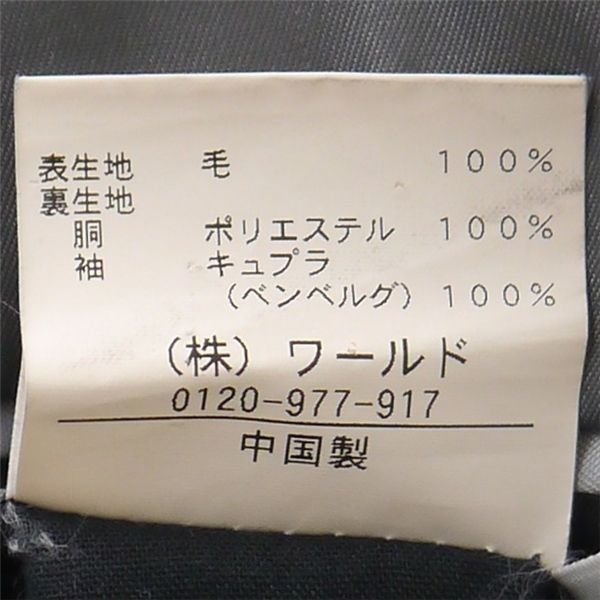 表生地 毛 100%
裏生地
胴 ポリエステル 100%
袖 キュプラ
(ベンベルグ) 100%
(株) ワールド
0120-977-917
中国製